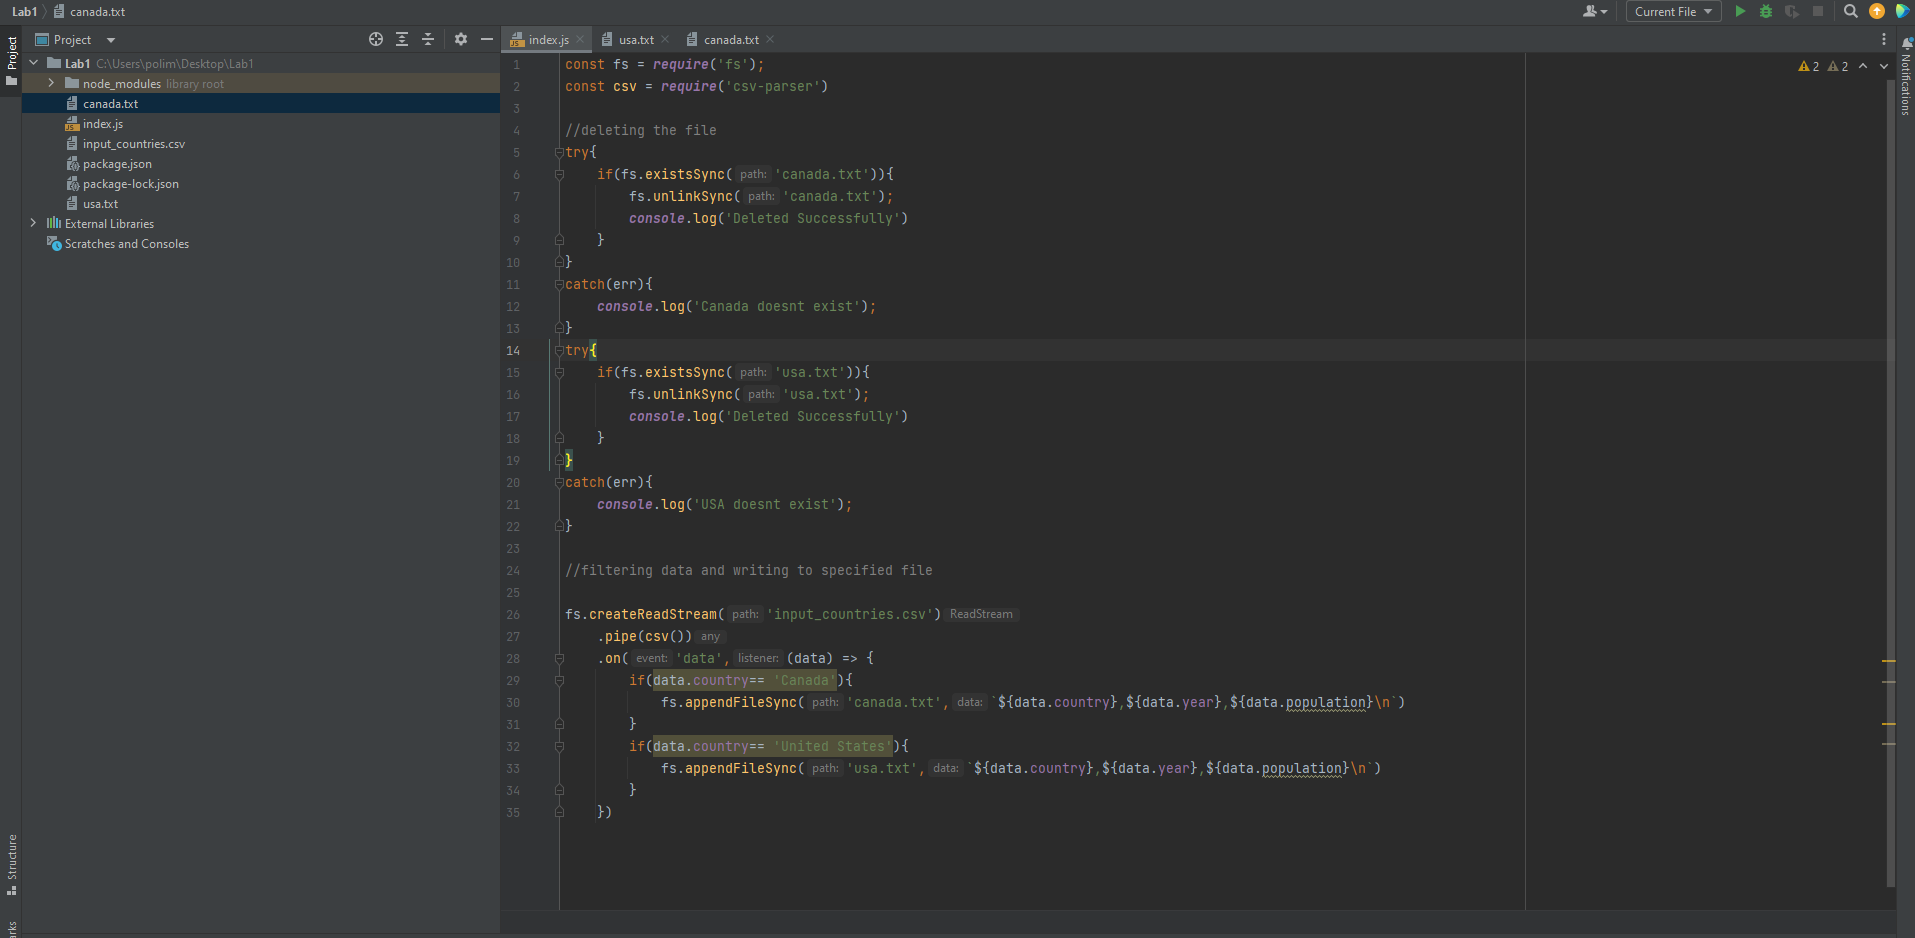 Lab1 canada.txt
Current File
Project
Project
index.js
usa.txt
canada.txt
Lab1 C:\Users\polim\Desktop\Lab1
node_modules library root
canada.txt
index.js
input_countries.csv
package.json
package-lock.json
usa.txt
External Libraries
Scratches and Consoles
Structure
2 2
Notifications
1 const fs = require('fs');
2 const csv = require('csv-parser')
3
4 //deleting the file
5 try{
6 if(fs.existsSync( path: 'canada.txt')){
7 fs.unlinkSync( path: 'canada.txt');
8 console.log('Deleted Successfully')
9 }
10 }
11 catch(err){
12 console.log('Canada doesnt exist');
13 }
14 try{
15 if(fs.existsSync( path: 'usa.txt')){
16 fs.unlinkSync( path: 'usa.txt');
17 console.log('Deleted Successfully')
18 }
19 }
20 catch(err){
21 console.log('USA doesnt exist');
22 }
23
24 //filtering data and writing to specified file
25
26 fs.createReadStream( path: 'input_countries.csv') ReadStream
27 .pipe(csv()) any
28 .on( event: 'data', listener: (data) => {
29 if(data.country== 'Canada'){
30 fs.appendFileSync( path: 'canada.txt', data: `${data.country},${data.year},${data.population}\n`)
31 }
32 if(data.country== 'United States'){
33 fs.appendFileSync( path: 'usa.txt', data: `${data.country},${data.year},${data.population}\n`)
34 }
35 })